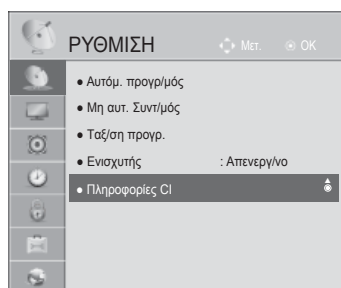 ΡΥΘΜΙΣΗ Μετ. OK
● Αυτόμ. προγρ/μός
● Μη αυτ. Συντ/μός
● Ταξ/ση προγρ.
● Ενισχυτής : Απενεργ/νο
● Πληροφορίες CI